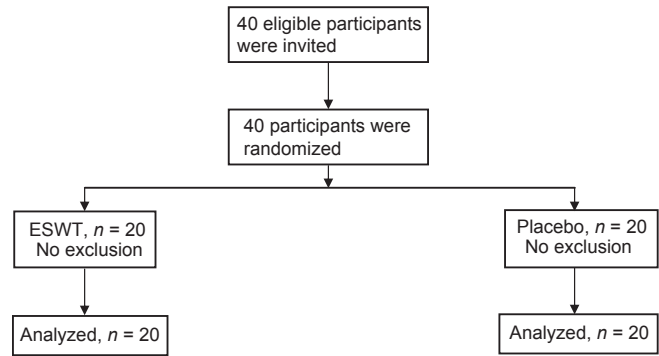 40 eligible participants
were invited
40 participants were
randomized
ESWT, n = 20
No exclusion
Placebo, n = 20
No exclusion
Analyzed, n = 20
Analyzed, n = 20